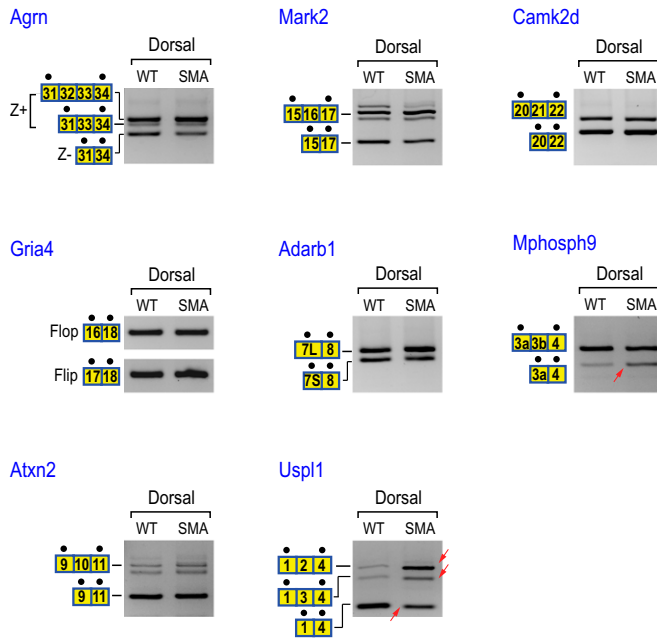 Agrn
Dorsal
WT SMA
31 32 33 34
Z+
31 33 34
Z- 31 34
Mark2
Dorsal
WT SMA
15 16 17
15 17
Camk2d
Dorsal
WT SMA
20 21 22
20 22
Gria4
Dorsal
WT SMA
Flop 16 18
Flip 17 18
Adarb1
Dorsal
WT SMA
7L 8
7S 8
Mphosph9
Dorsal
WT SMA
3a 3b 4
3a 4
Atxn2
Dorsal
WT SMA
9 10 11
9 11
Uspl1
Dorsal
WT SMA
1 2 4
1 3 4
1 4